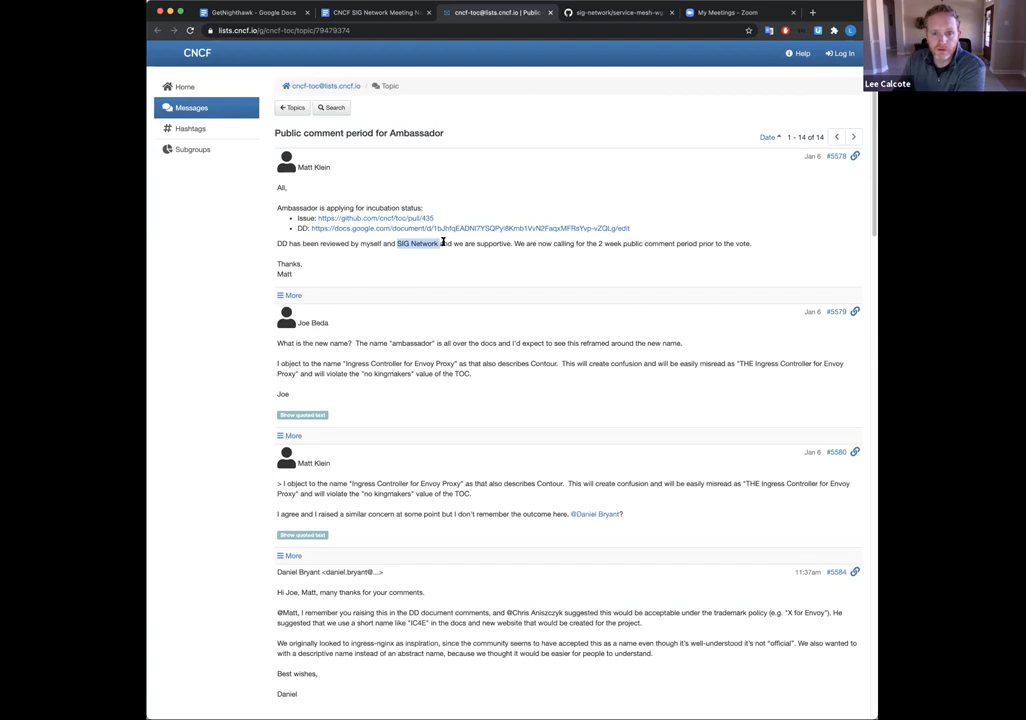 GetNighthawk - Google Docs
CNCF SIG Network Meeting N
cncf-toc@lists.cncf.io | Public
sig-network/service-mesh-wg
My Meetings - Zoom
lists.cncf.io/g/cncf-toc/topic/79479374
Lee Calcote
CNCF
Help
Log In
Home
Messages
Hashtags
Subgroups
cncf-toc@lists.cncf.io
Topic
Topics
Search
Public comment period for Ambassador
Date
1 - 14 of 14
Matt Klein
Jan 6 #5578
All,
Ambassador is applying for incubation status:
Issue: https://github.com/cncf/toc/pull/435
DD has been reviewed by myself and SIG Network and we are supportive. We are now calling for the 2 week public comment period prior to the vote.
Thanks,
Matt
More
Joe Beda
Jan 6 #5579
What is the new name? The name "ambassador" is all over the docs and I'd expect to see this reframed around the new name.
I object to the name "Ingress Controller for Envoy Proxy" as that also describes Contour. This will create confusion and will be easily misread as "THE Ingress Controller for Envoy
Proxy" and will violate the "no kingmakers" value of the TOC.
Joe
Show quoted text
More
Matt Klein
Jan 6 #5580
> I object to the name "Ingress Controller for Envoy Proxy" as that also describes Contour. This will create confusion and will be easily misread as "THE Ingress Controller for Envoy
Proxy" and will violate the "no kingmakers" value of the TOC.
I agree and I raised a similar concern at some point but I don't remember the outcome here. @Daniel Bryant?
Show quoted text
More
Daniel Bryant <daniel.bryant@...>
11:37am #5584
Hi Joe, Matt, many thanks for your comments.
@Matt, I remember you raising this in the DD document comments, and @Chris Aniszczyk suggested this would be acceptable under the trademark policy (e.g. "X for Envoy"). He
suggested that we use a short name like "IC4E" in the docs and new website that would be created for the project.
We originally looked to ingress-nginx as inspiration, since the community seems to have accepted this as a name even though it's well-understood it's not "official". We also wanted to
with a descriptive name instead of an abstract name, because we thought it would be easier for people to understand.
Best wishes,
Daniel